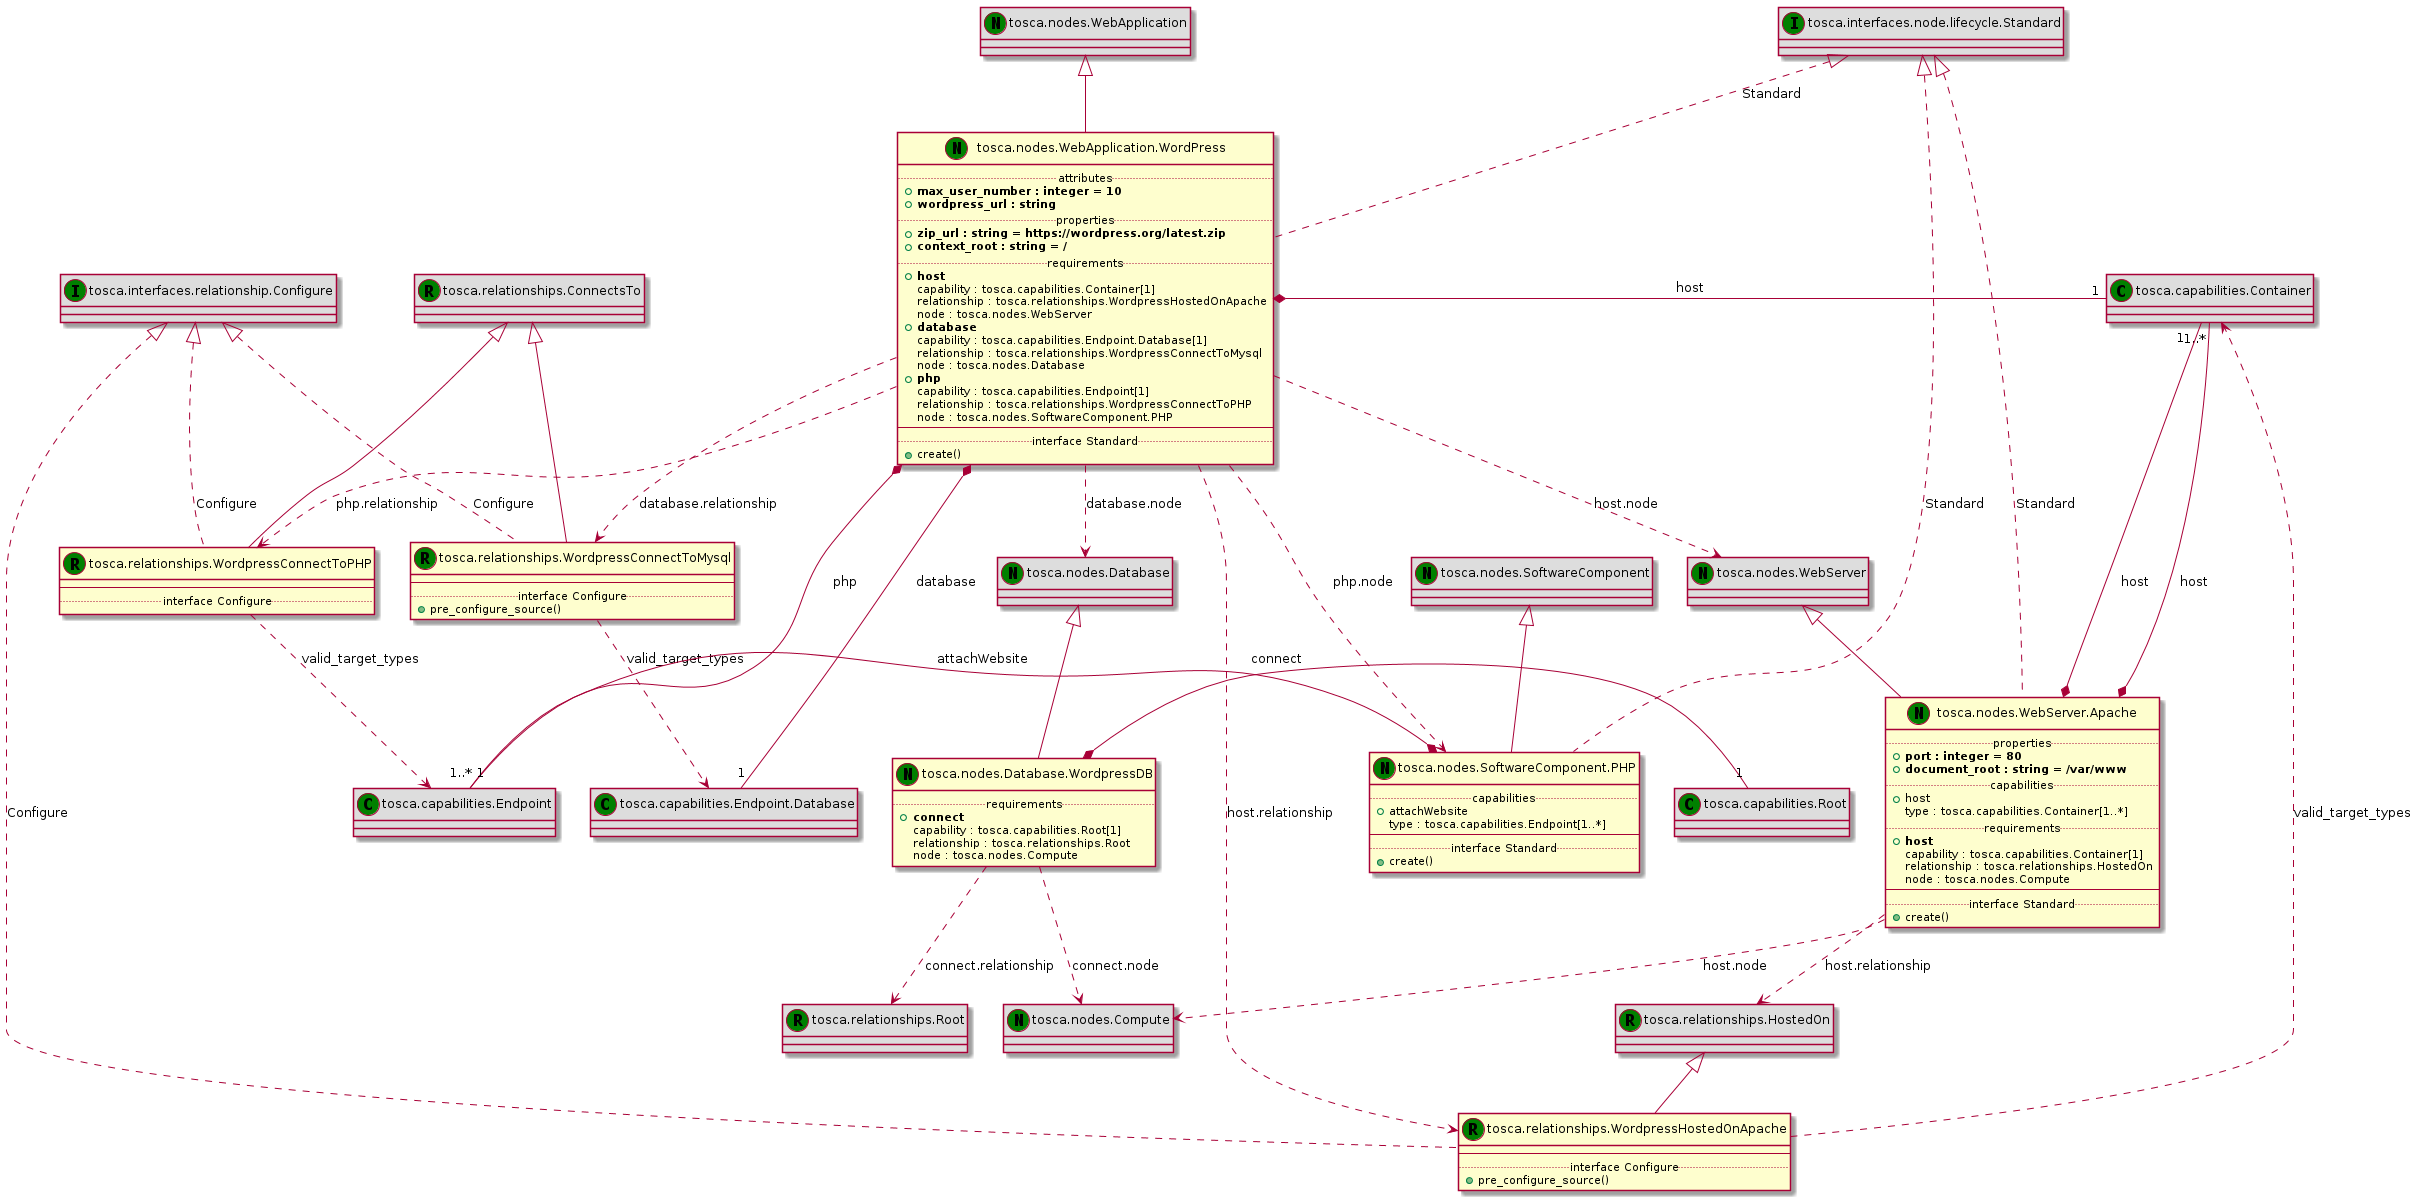 N tosca.nodes.WebApplication
I tosca.interfaces.node.lifecycle.Standard
Standard
N tosca.nodes.WebApplication.WordPress
attributes
max_user_number : integer = 10
wordpress_url : string
properties
zip_url : string = https://wordpress.org/latest.zip
context_root : string = /
requirements
host
capability : tosca.capabilities.Container[1]
relationship : tosca.relationships.WordpressHostedOnApache
node : tosca.nodes.WebServer
database
capability : tosca.capabilities.Endpoint.Database[1]
relationship : tosca.relationships.WordpressConnectToMysql
node : tosca.nodes.Database
php
capability : tosca.capabilities.Endpoint[1]
relationship : tosca.relationships.WordpressConnectToPHP
node : tosca.nodes.SoftwareComponent.PHP
interface Standard
create()
I tosca.interfaces.relationship.Configure
R tosca.relationships.ConnectsTo
host
1
C tosca.capabilities.Container
1
1..*
Configure
php.relationship
Configure
database.relationship
database.node
host.node
Standard
Standard
R tosca.relationships.WordpressConnectToPHP
interface Configure
R tosca.relationships.WordpressConnectToMysql
interface Configure
pre_configure_source()
php
database
N tosca.nodes.Database
php.node
N tosca.nodes.SoftwareComponent
N tosca.nodes.WebServer
host
host
valid_target_types
valid_target_types
attachWebsite
connect
N tosca.nodes.WebServer.Apache
properties
port : integer = 80
document_root : string = /var/www
capabilities
host
type : tosca.capabilities.Container[1..*]
requirements
host
capability : tosca.capabilities.Container[1]
relationship : tosca.relationships.HostedOn
node : tosca.nodes.Compute
interface Standard
create()
1..*
1
1
1
C tosca.capabilities.Endpoint
C tosca.capabilities.Endpoint.Database
N tosca.nodes.Database.WordpressDB
requirements
connect
capability : tosca.capabilities.Root[1]
relationship : tosca.relationships.Root
node : tosca.nodes.Compute
N tosca.nodes.SoftwareComponent.PHP
capabilities
attachWebsite
type : tosca.capabilities.Endpoint[1..*]
interface Standard
create()
C tosca.capabilities.Root
Configure
host.relationship
valid_target_types
connect.relationship
connect.node
host.node
host.relationship
R tosca.relationships.Root
N tosca.nodes.Compute
R tosca.relationships.HostedOn
R tosca.relationships.WordpressHostedOnApache
interface Configure
pre_configure_source()